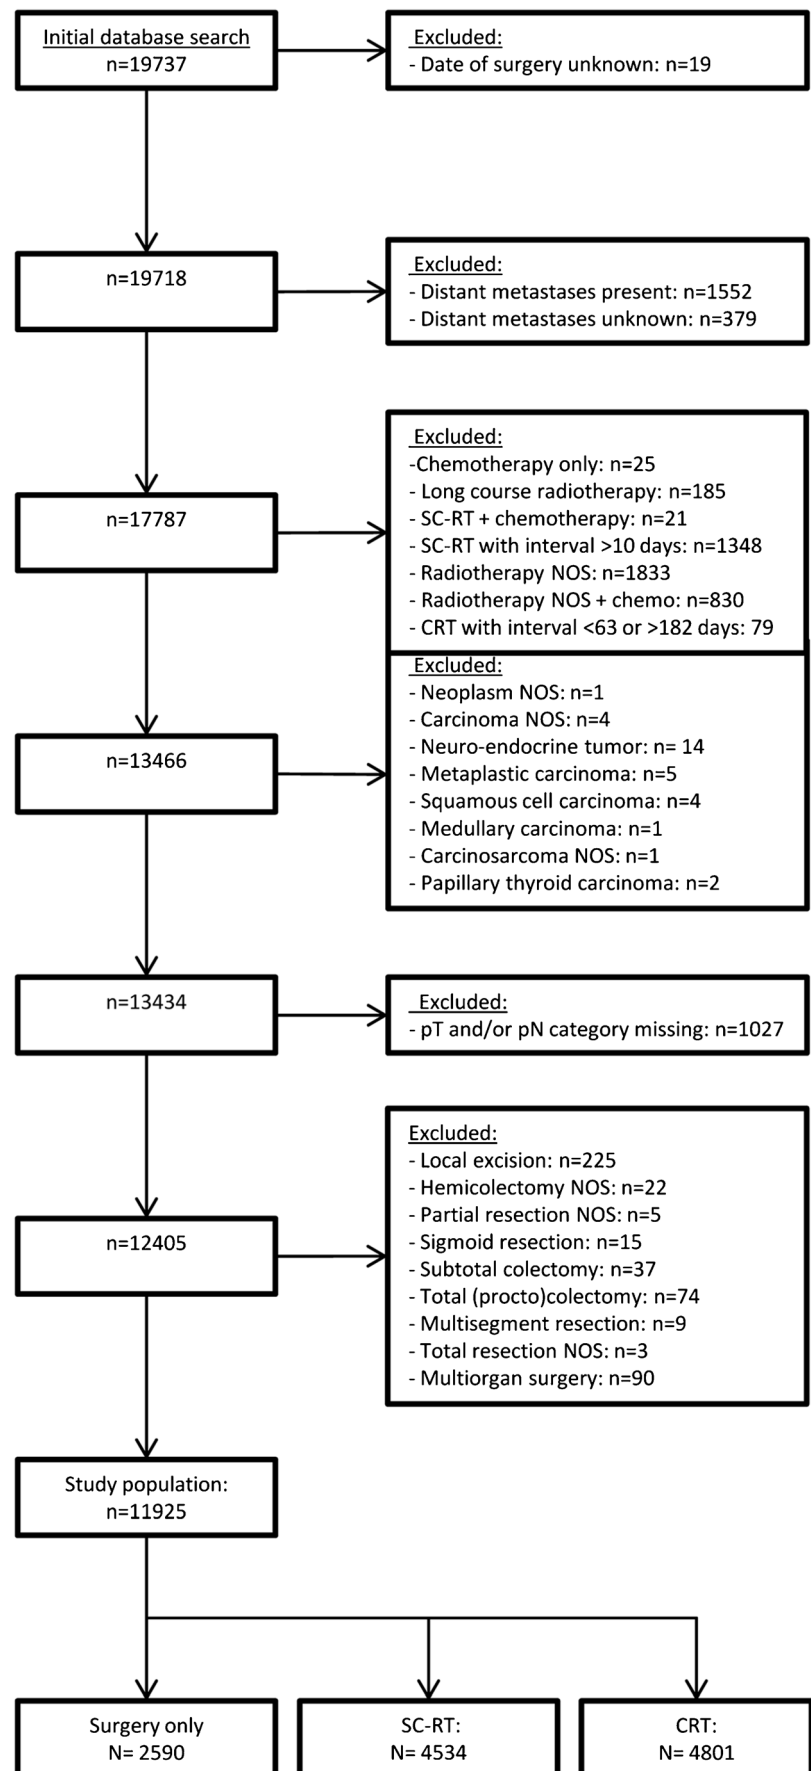 Initial database search
n=19737
Excluded:
- Date of surgery unknown: n=19
n=19718
Excluded:
- Distant metastases present: n=1552
- Distant metastases unknown: n=379
n=17787
Excluded:
-Chemotherapy only: n=25
- Long course radiotherapy: n=185
- SC-RT + chemotherapy: n=21
- SC-RT with interval >10 days: n=1348
- Radiotherapy NOS: n=1833
- Radiotherapy NOS + chemo: n=830
- CRT with interval <63 or >182 days: 79
n=13466
Excluded:
- Neoplasm NOS: n=1
- Carcinoma NOS: n=4
- Neuro-endocrine tumor: n= 14
- Metaplastic carcinoma: n=5
- Squamous cell carcinoma: n=4
- Medullary carcinoma: n=1
- Carcinosarcoma NOS: n=1
- Papillary thyroid carcinoma: n=2
n=13434
Excluded:
- pT and/or pN category missing: n=1027
n=12405
Excluded:
- Local excision: n=225
- Hemicolectomy NOS: n=22
- Partial resection NOS: n=5
- Sigmoid resection: n=15
- Subtotal colectomy: n=37
- Total (procto)colectomy: n=74
- Multisegment resection: n=9
- Total resection NOS: n=3
- Multiorgan surgery: n=90
Study population:
n=11925
Surgery only
N= 2590
SC-RT:
N= 4534
CRT:
N= 4801